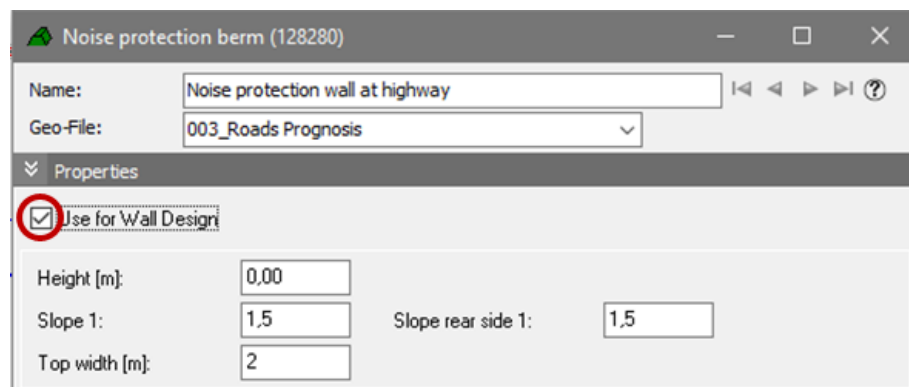 Noise protection berm (128280)
Name: Noise protection wall at highway
Geo-File: 003_Roads Prognosis
Properties
Use for Wall Design
Height [m]: 0,00
Slope 1: 1,5 Slope rear side 1: 1,5
Top width [m]: 2